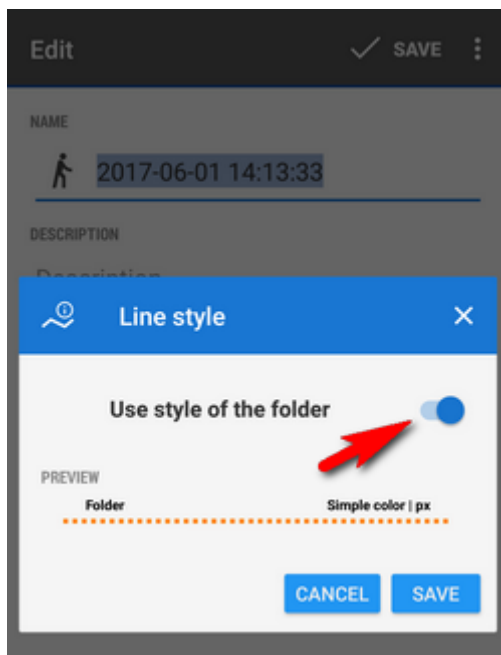 Edit
SAVE
NAME
2017-06-01 14:13:33
DESCRIPTION
Description
Line style
Use style of the folder
PREVIEW
Folder
Simple color | px
CANCEL
SAVE